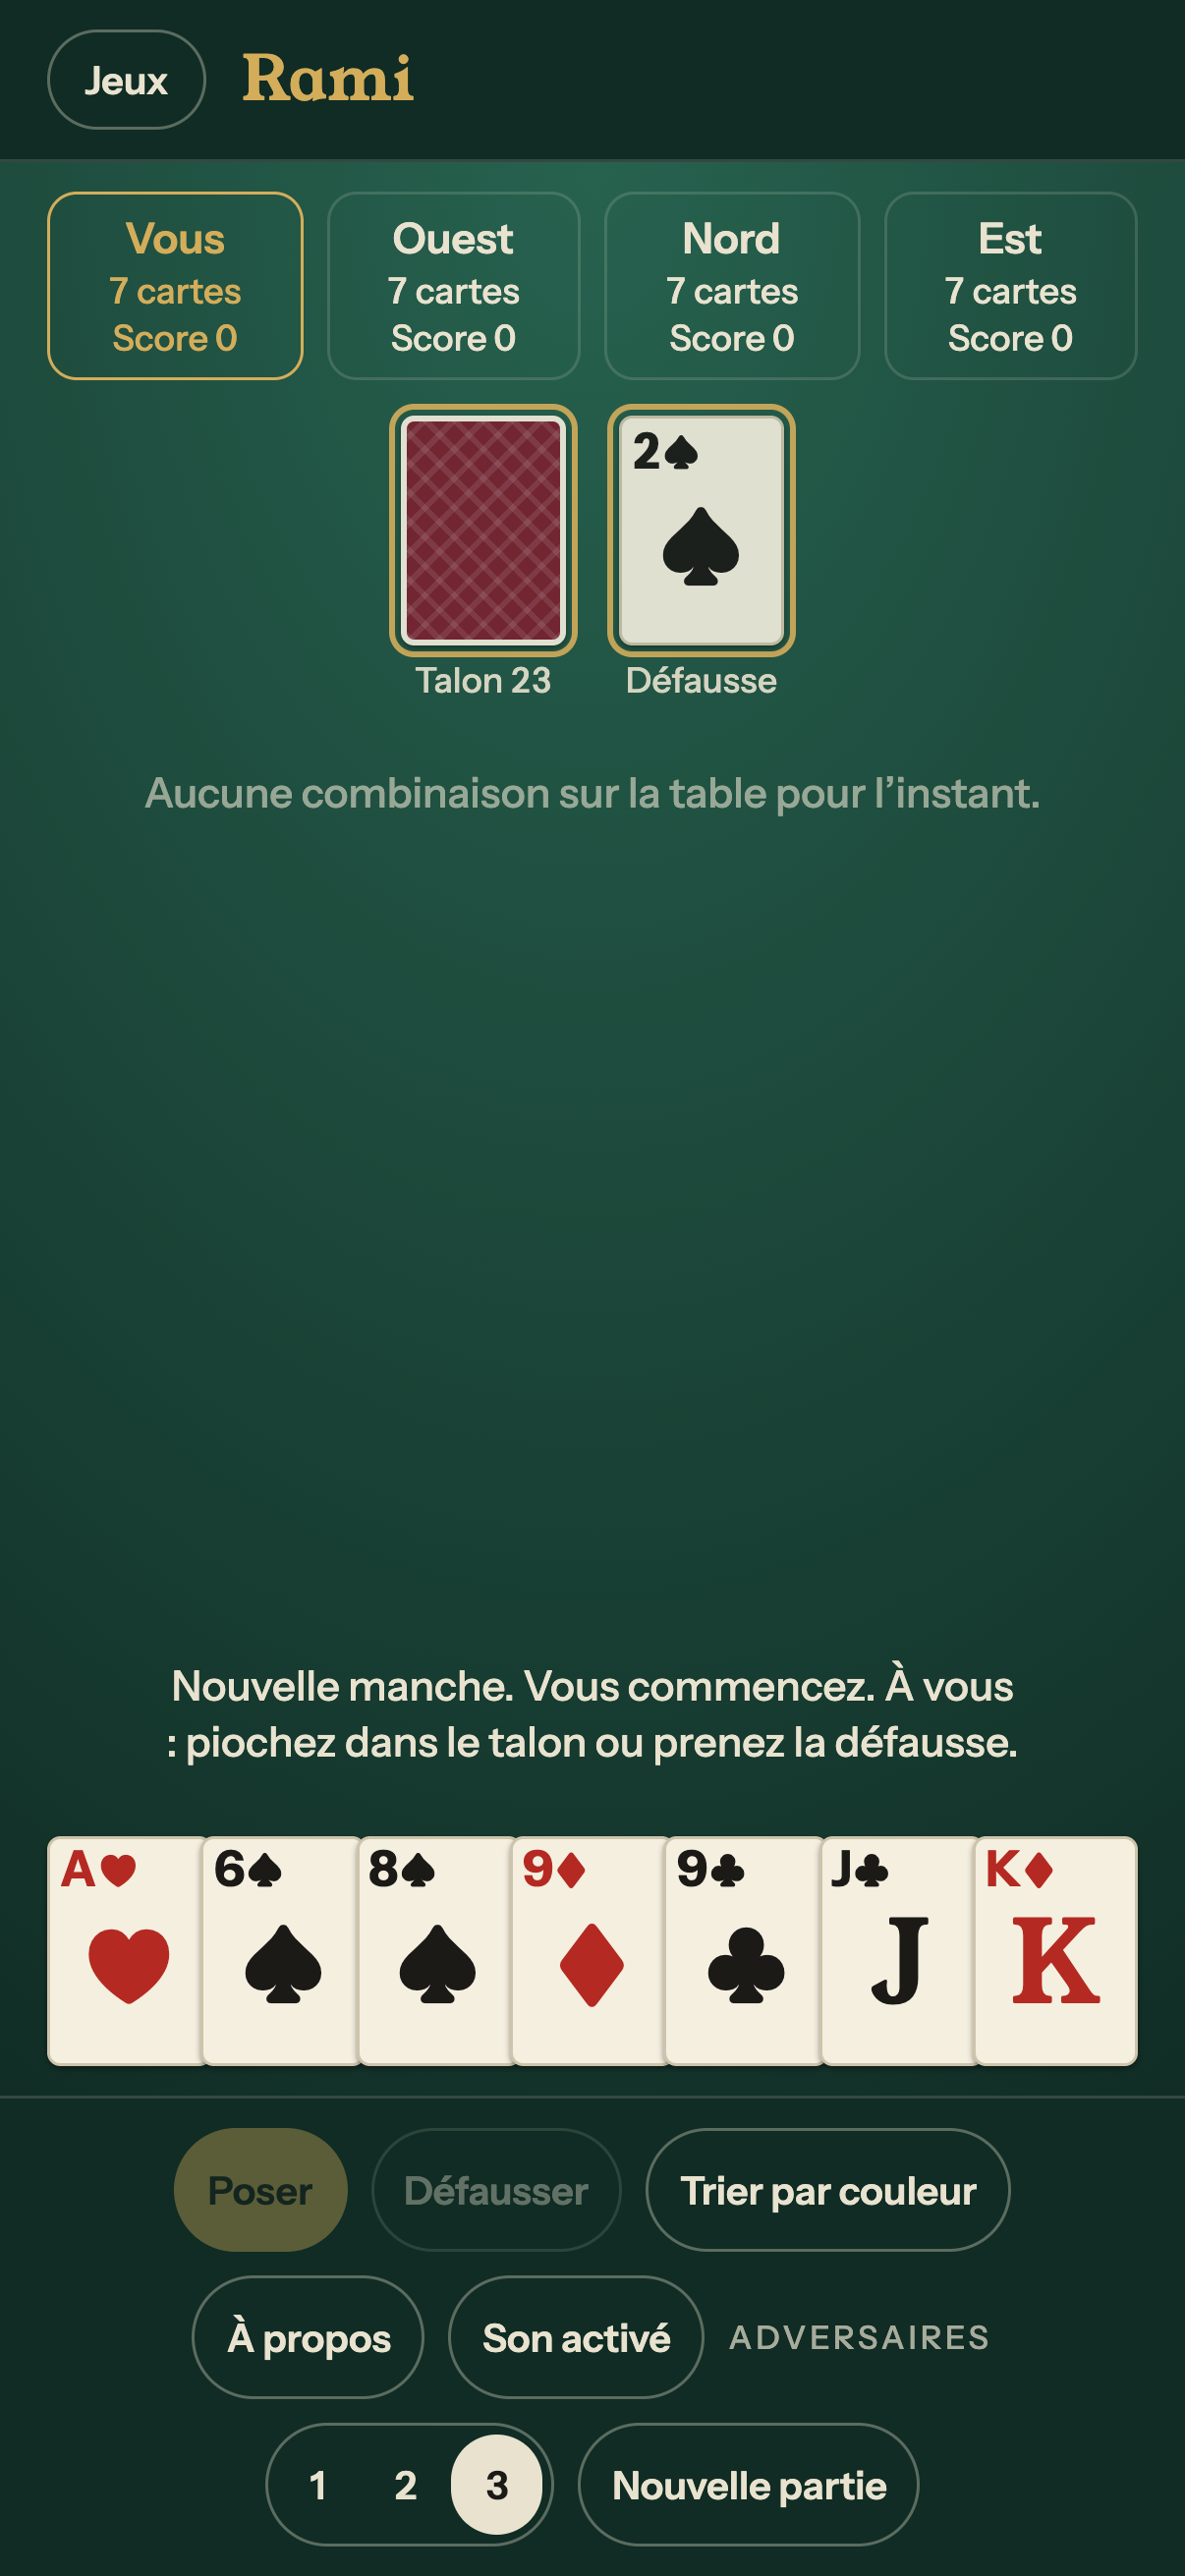 Jeux Rami
Vous Ouest Nord Est
7 cartes 7 cartes 7 cartes 7 cartes
Score 0 Score 0 Score 0 Score 0
2
Talon 23 Défausse
Aucune combinaison sur la table pour l’instant.
Nouvelle manche. Vous commencez. À vous
: piochez dans le talon ou prenez la défausse.
A 6 8 9 9 J K
J K
Poser Défausser Trier par couleur
À propos Son activé ADVERSAIRES
1 2 3 Nouvelle partie